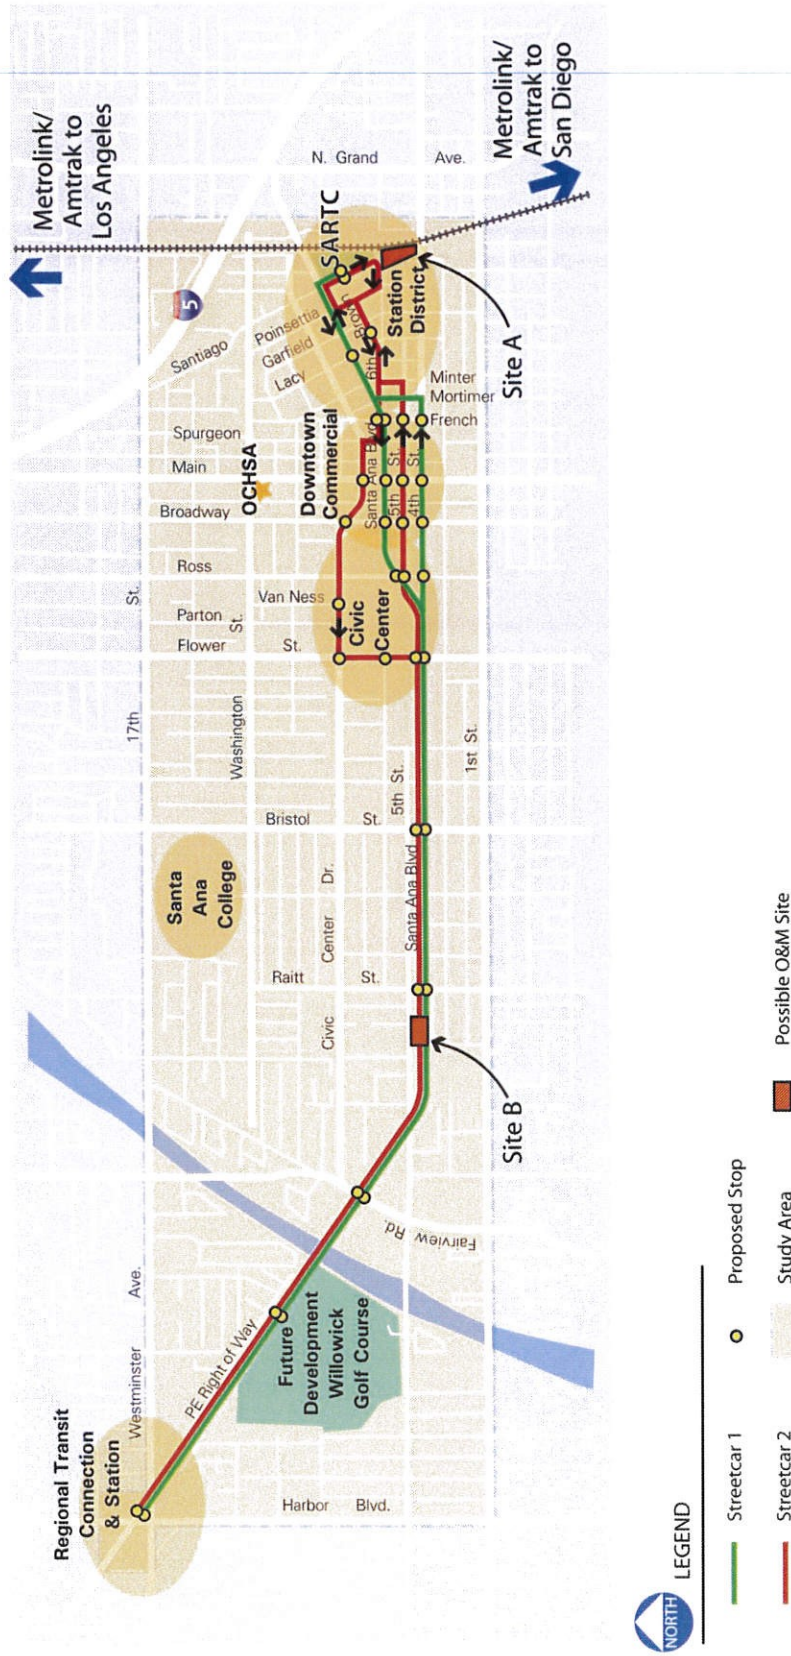 Metrolink/
Amtrak to
Los Angeles
Metrolink/
Amtrak to
San Diego
N. Grand Ave.
5
SARTC
Station
District
Site A
Santiago
Poinsettia
Garfield
Lacy
Brown
6th
Minter
Mortimer
French
Spurgeon
Main
Broadway
OCHSA
Downtown
Commercial
Santa Ana Blvd.
5th St.
4th St.
Ross
Van Ness
Parton
Flower St.
Civic
Center
17th St.
Washington St.
Bristol St.
5th St.
1st St.
Santa Ana Blvd.
Santa
Ana
College
Civic Center Dr.
Raitt St.
Site B
Fairview Rd.
Future
Development
Willowick
Golf Course
PE Right of Way
Westminster Ave.
Harbor Blvd.
Regional Transit
Connection
& Station
NORTH
LEGEND
Streetcar 1
Proposed Stop
Streetcar 2
Study Area
Possible O&M Site